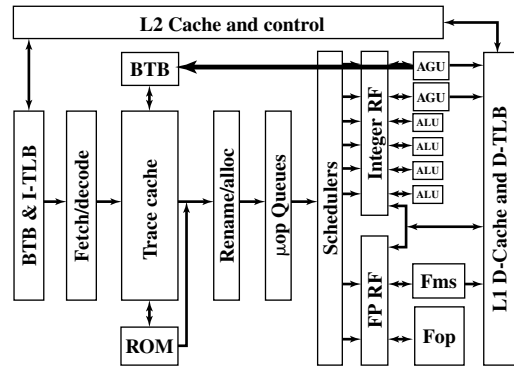 L2 Cache and control
BTB
BTB & I-TLB
Fetch/decode
Trace cache
ROM
Rename/alloc
µop Queues
Schedulers
Integer RF
FP RF
AGU
AGU
ALU
ALU
ALU
ALU
Fms
Fop
L1 D-Cache and D-TLB